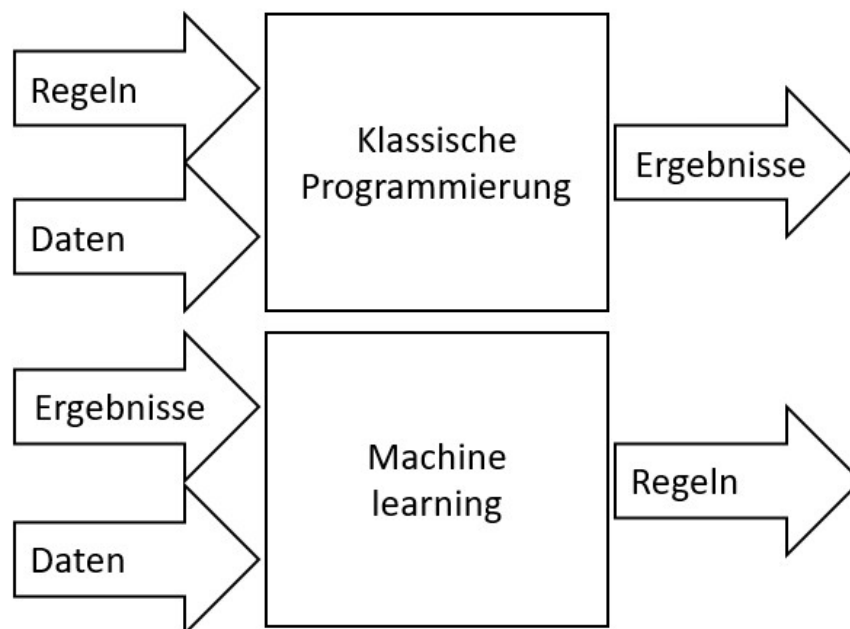 Regeln
Daten
Klassische
Programmierung
Ergebnisse
Ergebnisse
Daten
Machine
learning
Regeln